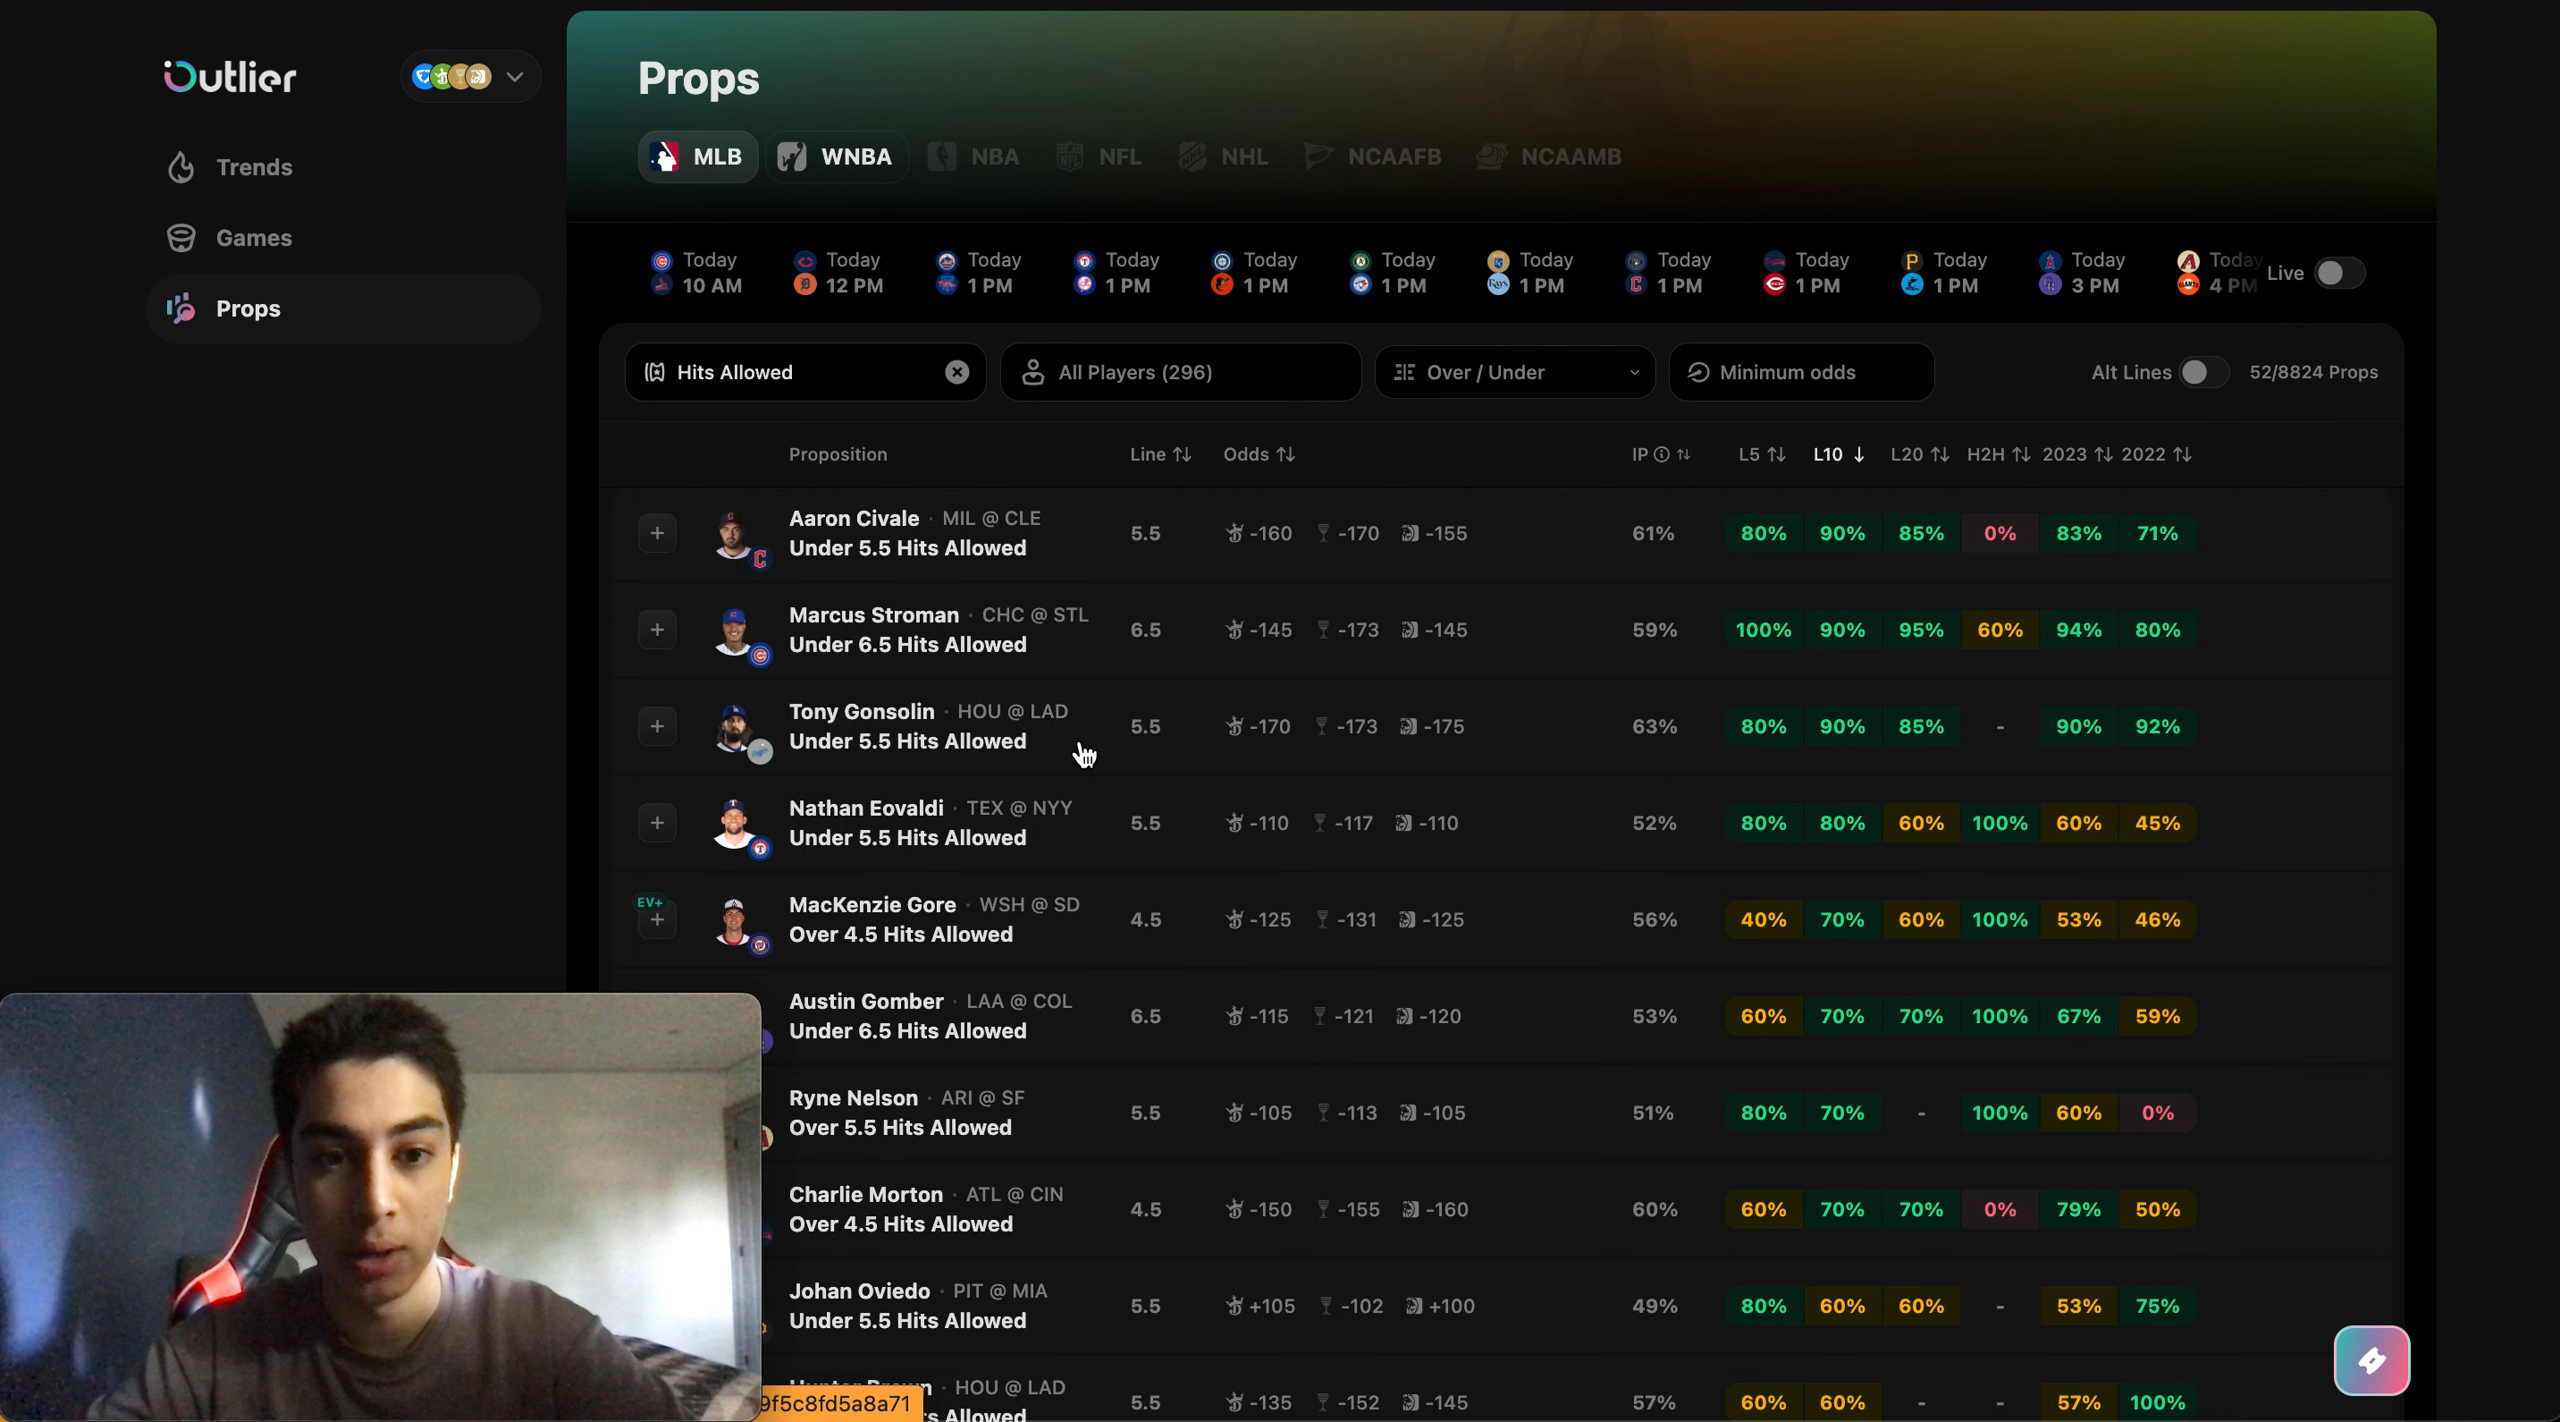 Outlier
Trends
Games
Props
Props
MLB WNBA NBA NFL NHL NCAAFB NCAAMB
Today 10 AM
Today 12 PM
Today 1 PM
Today 1 PM
Today 1 PM
Today 1 PM
Today 1 PM
Today 1 PM
Today 1 PM
Today 1 PM
Today 3 PM
Today 4 PM
Live
Hits Allowed
All Players (296)
Over / Under
Minimum odds
Alt Lines
52/8824 Props
Proposition Line Odds IP L5 L10 L20 H2H 2023 2022
Aaron Civale · MIL @ CLE
Under 5.5 Hits Allowed
5.5 -160 -170 -155 61% 80% 90% 85% 0% 83% 71%
Marcus Stroman · CHC @ STL
Under 6.5 Hits Allowed
6.5 -145 -173 -145 59% 100% 90% 95% 60% 94% 80%
Tony Gonsolin · HOU @ LAD
Under 5.5 Hits Allowed
5.5 -170 -173 -175 63% 80% 90% 85% - 90% 92%
Nathan Eovaldi · TEX @ NYY
Under 5.5 Hits Allowed
5.5 -110 -117 -110 52% 80% 80% 60% 100% 60% 45%
EV+
MacKenzie Gore · WSH @ SD
Over 4.5 Hits Allowed
4.5 -125 -131 -125 56% 40% 70% 60% 100% 53% 46%
Austin Gomber · LAA @ COL
Under 6.5 Hits Allowed
6.5 -115 -121 -120 53% 60% 70% 70% 100% 67% 59%
Ryne Nelson · ARI @ SF
Over 5.5 Hits Allowed
5.5 -105 -113 -105 51% 80% 70% - 100% 60% 0%
Charlie Morton · ATL @ CIN
Over 4.5 Hits Allowed
4.5 -150 -155 -160 60% 60% 70% 70% 0% 79% 50%
Johan Oviedo · PIT @ MIA
Under 5.5 Hits Allowed
5.5 +105 -102 +100 49% 80% 60% 60% - 53% 75%
· HOU @ LAD
Allowed
5.5 -135 -152 -145 57% 60% 60% - - 57% 100%
9f5c8fd5a8a71